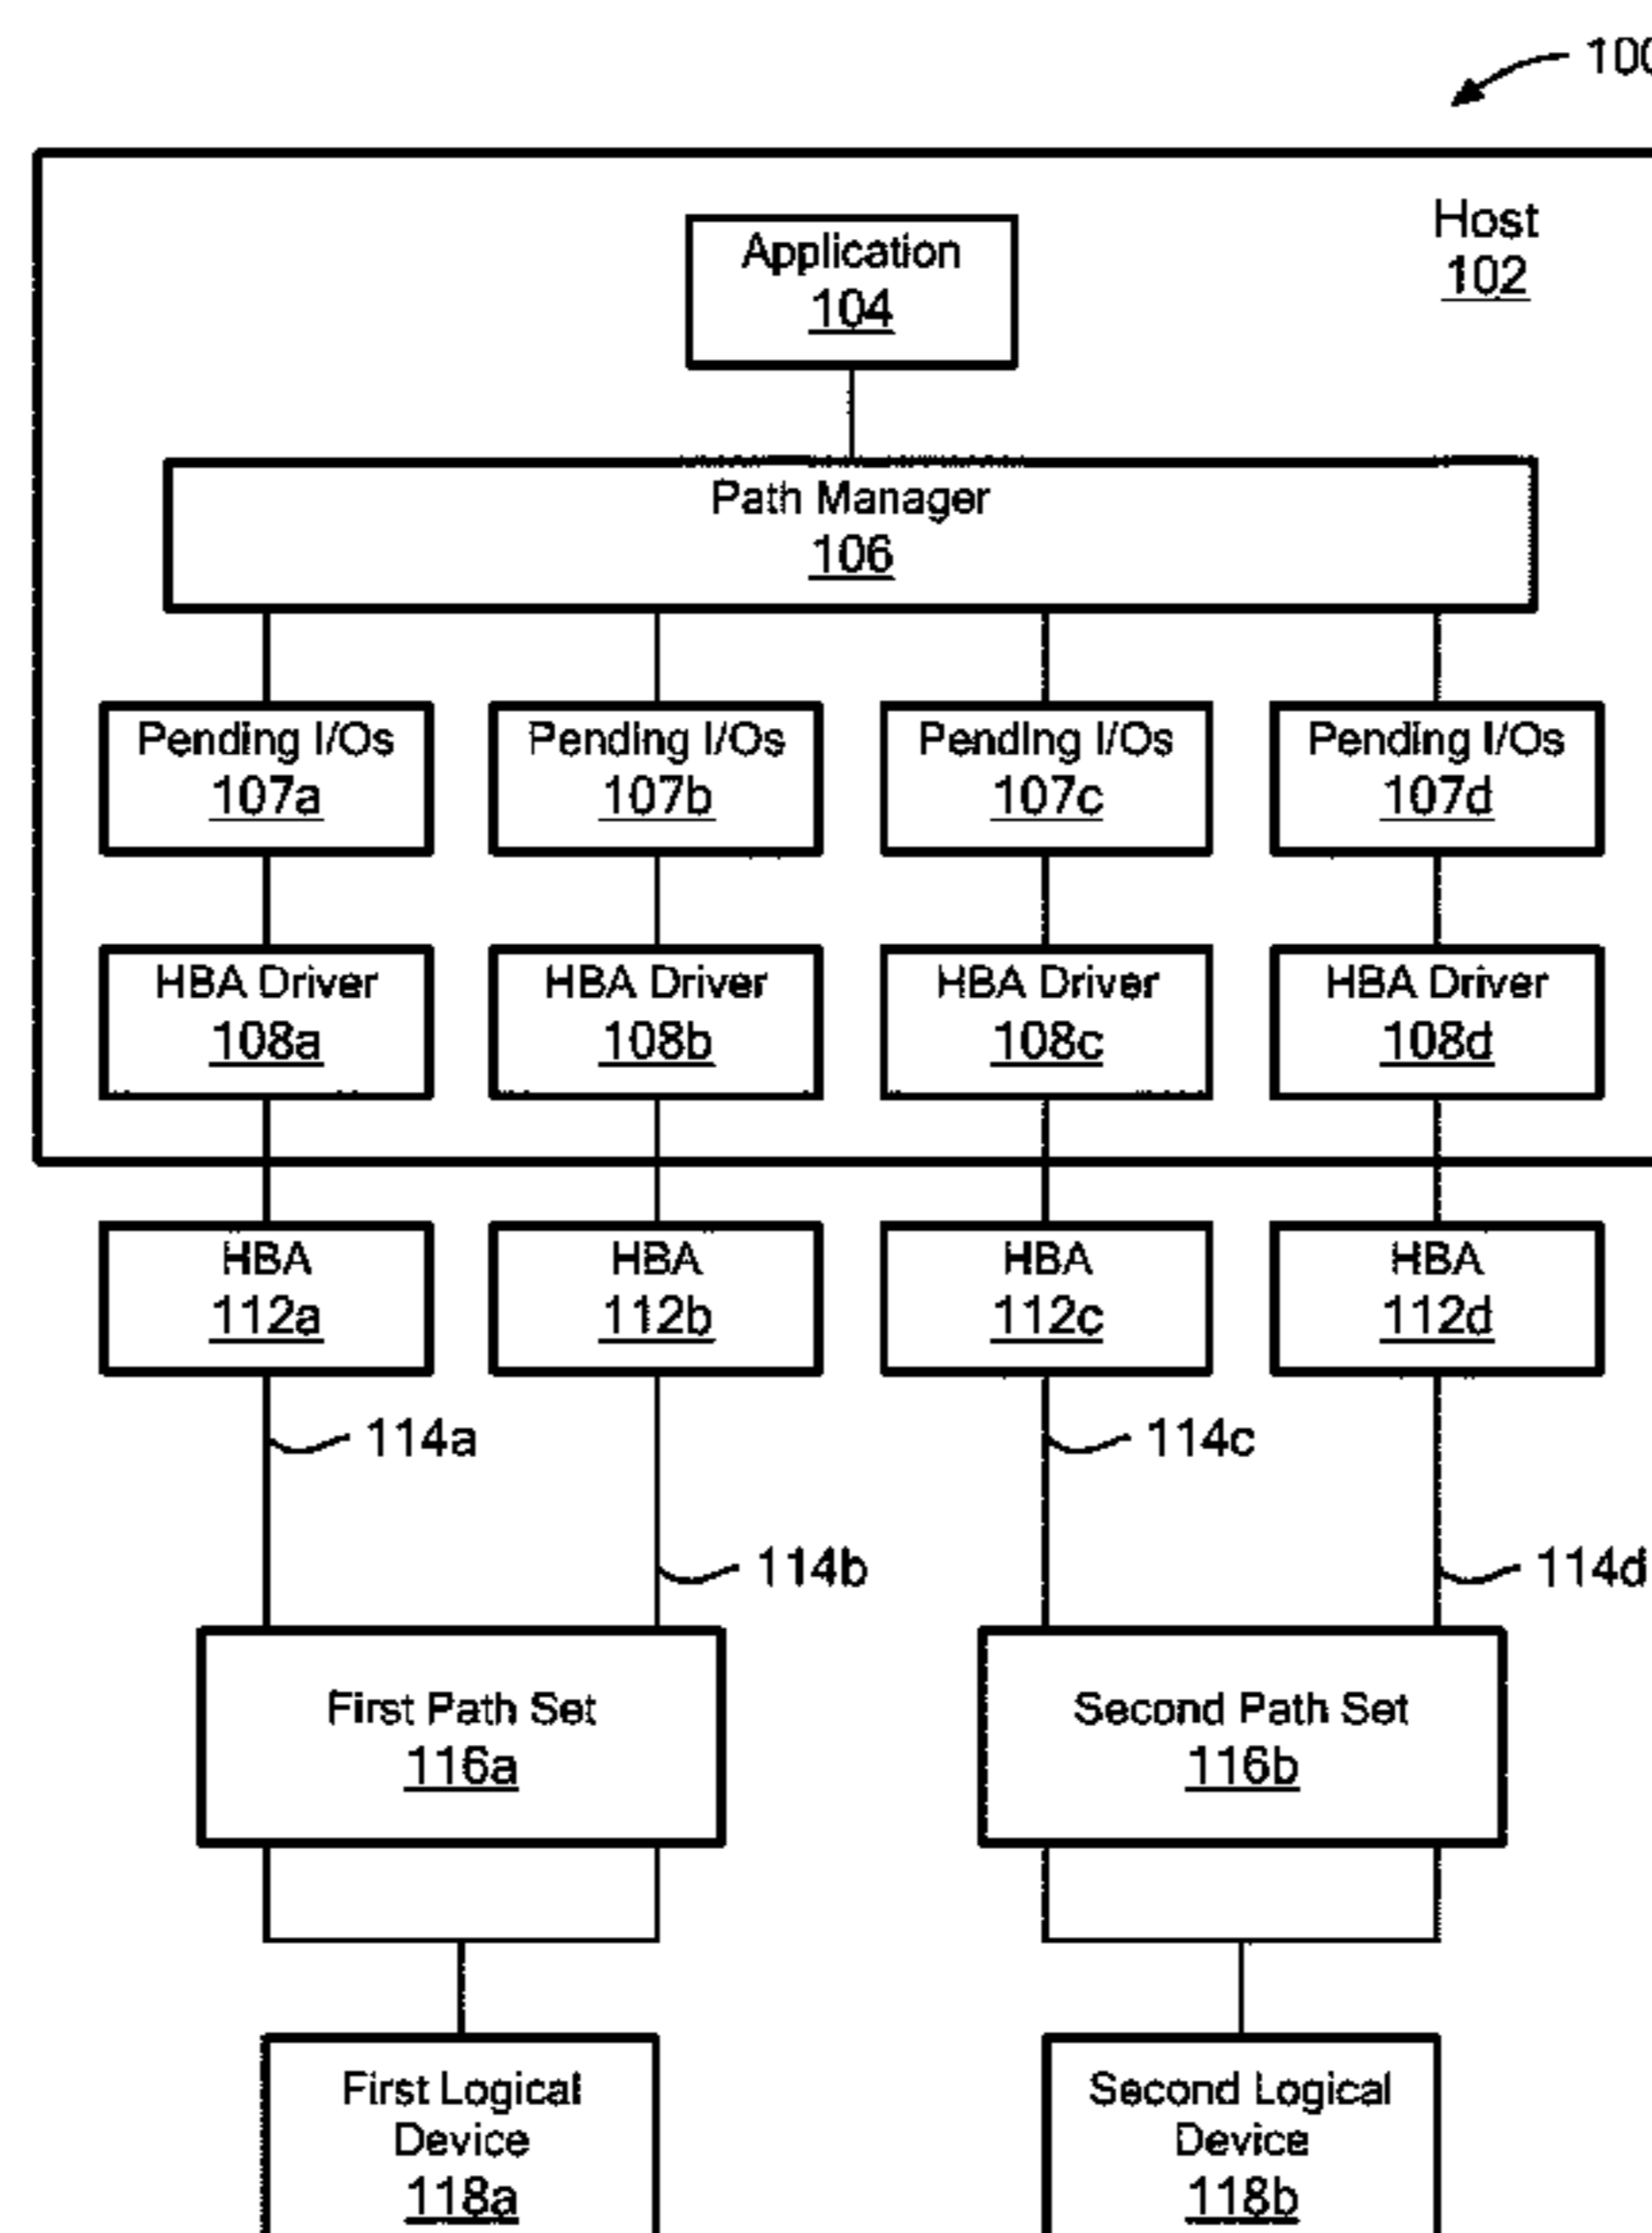 100
Host
102
Application
104
Path Manager
106
Pending I/Os
107a
Pending I/Os
107b
Pending I/Os
107c
Pending I/Os
107d
HBA Driver
108a
HBA Driver
108b
HBA Driver
108c
HBA Driver
108d
HBA
112a
HBA
112b
HBA
112c
HBA
112d
114a
114c
114b
114d
First Path Set
116a
Second Path Set
116b
First Logical
Device
118a
Second Logical
Device
118b